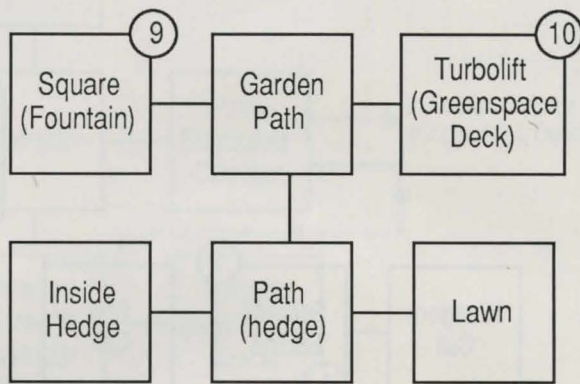 9
10
Square
(Fountain)
Garden
Path
Turbolift
(Greenspace
Deck)
Inside
Hedge
Path
(hedge)
Lawn